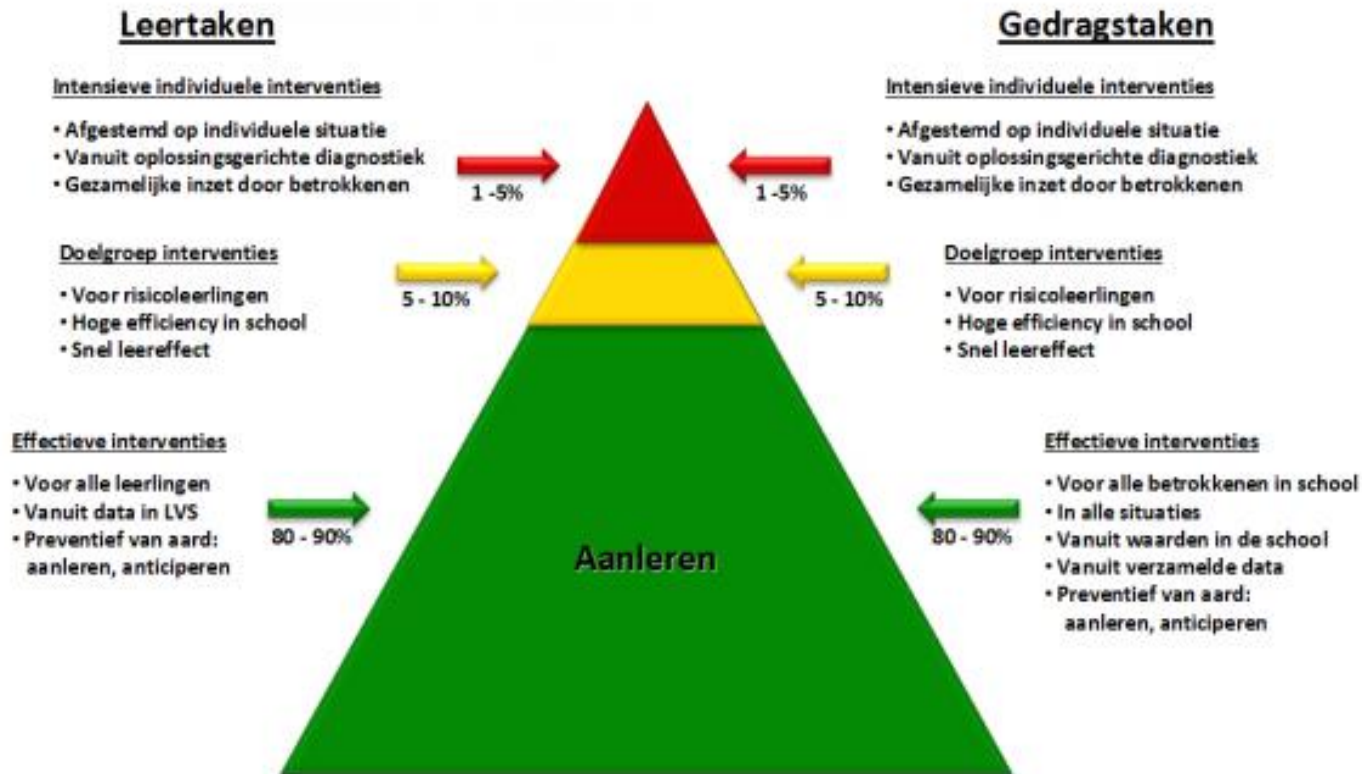 Leertaken
Intensieve individuele interventies
• Afgestemd op individuele situatie
• Vanuit oplossingsgerichte diagnostiek
• Gezamelijke inzet door betrokkenen
1 -5%
Doelgroep interventies
• Voor risicoleerlingen
• Hoge efficiency in school
• Snel leereffect
5 - 10%
Effectieve interventies
• Voor alle leerlingen
• Vanuit data in LVS
• Preventief van aard:
aanleren, anticiperen
80 - 90%
Aanleren
Gedragstaken
Intensieve individuele interventies
• Afgestemd op individuele situatie
• Vanuit oplossingsgerichte diagnostiek
• Gezamelijke inzet door betrokkenen
1 -5%
Doelgroep interventies
• Voor risicoleerlingen
• Hoge efficiency in school
• Snel leereffect
5 - 10%
Effectieve interventies
• Voor alle betrokkenen in school
• In alle situaties
• Vanuit waarden in de school
• Vanuit verzamelde data
• Preventief van aard:
aanleren, anticiperen
80 - 90%